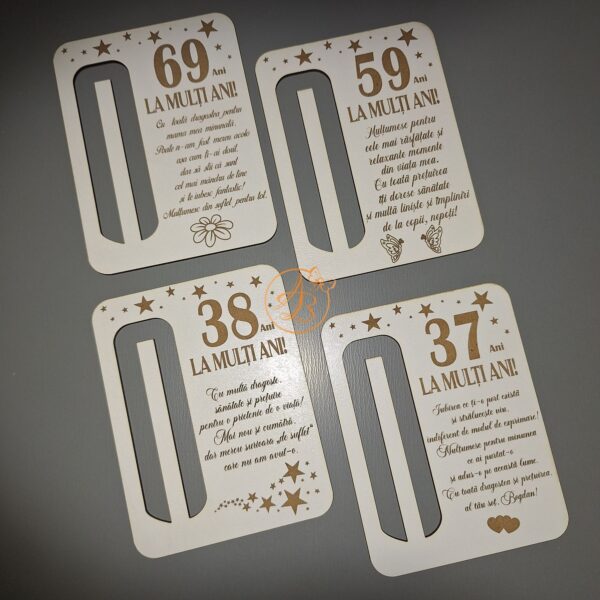 69 Ani
LA MULȚI ANI!
Cu toată dragostea pentru
mama mea minunată.
n-am fost mereu acolo
așa cum ți-ai dorit,
dar să știi că sunt
cel mai mândru de tine
și te iubesc fantastic!
Mulțumesc din suflet pentru tot.
59 Ani
LA MULȚI ANI!
Mulțumesc pentru
cele mai răsfățate și
relaxante momente
din viața mea.
Cu toată prețuirea
îți doresc sănătate
și multă liniște și împliniri
de la copii, nepoți!
38 Ani
LA MULȚI ANI!
Cu multă dragoste,
sănătate și prețuire
pentru o prietenie de o viață!
Mai nou și cumătră,
dar mereu surioara „de suflet”
care nu am avut-o.
37 Ani
LA MULȚI ANI!
Iubirea ce ți-o port există
și strălucește viu,
indiferent de modul de exprimare!
Mulțumesc pentru minunea
ce ai purtat-o
și adus-o pe această lume.
Cu toată dragostea și prețuirea,
al tău soț, Bogdan!